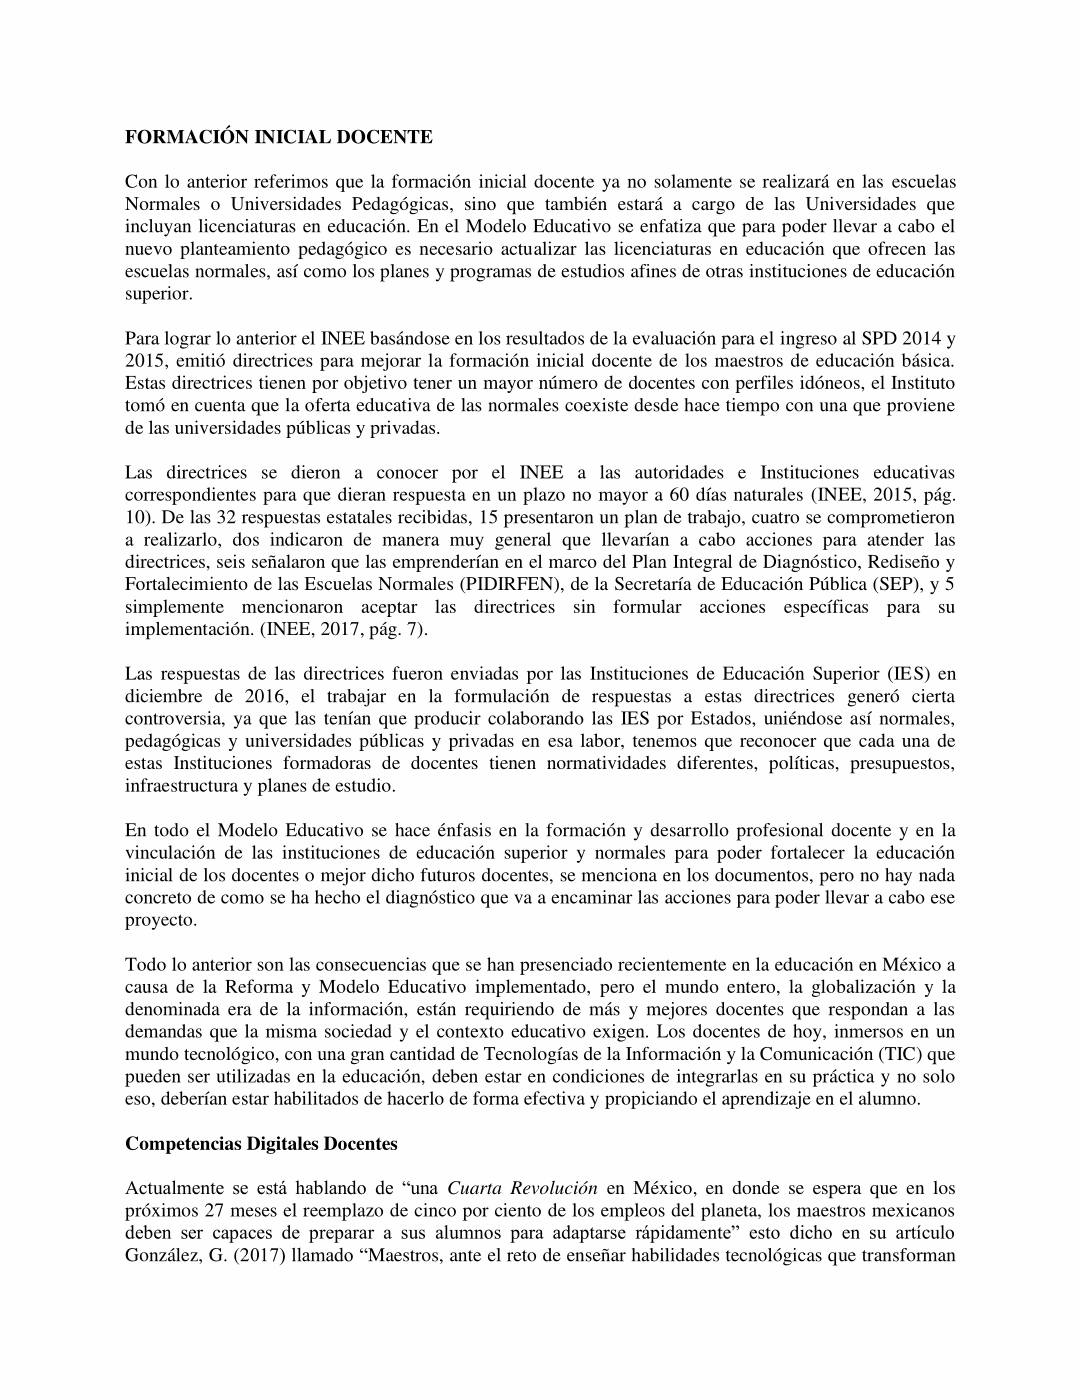 FORMACIÓN INICIAL DOCENTE
Con lo anterior referimos que la formación inicial docente ya no solamente se realizará en las escuelas
Normales o Universidades Pedagógicas, sino que también estará a cargo de las Universidades que
incluyan licenciaturas en educación. En el Modelo Educativo se enfatiza que para poder llevar a cabo el
nuevo planteamiento pedagógico es necesario actualizar las licenciaturas en educación que ofrecen las
escuelas normales, así como los planes y programas de estudios afines de otras instituciones de educación
superior.
Para lograr lo anterior el INEE basándose en los resultados de la evaluación para el ingreso al SPD 2014 y
2015, emitió directrices para mejorar la formación inicial docente de los maestros de educación básica.
Estas directrices tienen por objetivo tener un mayor número de docentes con perfiles idóneos, el Instituto
tomó en cuenta que la oferta educativa de las normales coexiste desde hace tiempo con una que proviene
de las universidades públicas y privadas.
Las directrices se dieron a conocer por el INEE a las autoridades e Instituciones educativas
correspondientes para que dieran respuesta en un plazo no mayor a 60 días naturales (INEE, 2015, pág.
10). De las 32 respuestas estatales recibidas, 15 presentaron un plan de trabajo, cuatro se comprometieron
a realizarlo, dos indicaron de manera muy general que llevarían a cabo acciones para atender las
directrices, seis señalaron que las emprenderían en el marco del Plan Integral de Diagnóstico, Rediseño y
Fortalecimiento de las Escuelas Normales (PIDIRFEN), de la Secretaría de Educación Pública (SEP), y 5
simplemente mencionaron aceptar las directrices sin formular acciones específicas para su
implementación. (INEE, 2017, pág. 7).
Las respuestas de las directrices fueron enviadas por las Instituciones de Educación Superior (IES) en
diciembre de 2016, el trabajar en la formulación de respuestas a estas directrices generó cierta
controversia, ya que las tenían que producir colaborando las IES por Estados, uniéndose así normales,
pedagógicas y universidades públicas y privadas en esa labor, tenemos que reconocer que cada una de
estas Instituciones formadoras de docentes tienen normatividades diferentes, políticas, presupuestos,
infraestructura y planes de estudio.
En todo el Modelo Educativo se hace énfasis en la formación y desarrollo profesional docente y en la
vinculación de las instituciones de educación superior y normales para poder fortalecer la educación
inicial de los docentes o mejor dicho futuros docentes, se menciona en los documentos, pero no hay nada
concreto de como se ha hecho el diagnóstico que va a encaminar las acciones para poder llevar a cabo ese
proyecto.
Todo lo anterior son las consecuencias que se han presenciado recientemente en la educación en México a
causa de la Reforma y Modelo Educativo implementado, pero el mundo entero, la globalización y la
denominada era de la información, están requiriendo de más y mejores docentes que respondan a las
demandas que la misma sociedad y el contexto educativo exigen. Los docentes de hoy, inmersos en un
mundo tecnológico, con una gran cantidad de Tecnologías de la Información y la Comunicación (TIC) que
pueden ser utilizadas en la educación, deben estar en condiciones de integrarlas en su práctica y no solo
eso, deberían estar habilitados de hacerlo de forma efectiva y propiciando el aprendizaje en el alumno.
Competencias Digitales Docentes
Actualmente se está hablando de “una Cuarta Revolución en México, en donde se espera que en los
próximos 27 meses el reemplazo de cinco por ciento de los empleos del planeta, los maestros mexicanos
deben ser capaces de preparar a sus alumnos para adaptarse rápidamente” esto dicho en su artículo
González, G. (2017) llamado “Maestros, ante el reto de enseñar habilidades tecnológicas que transforman